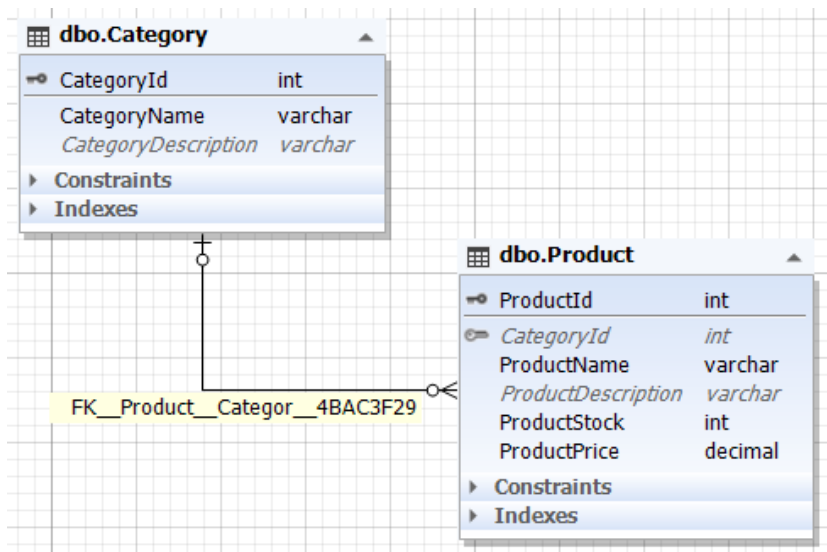 dbo.Category
CategoryId int
CategoryName varchar
CategoryDescription varchar
Constraints
Indexes
dbo.Product
ProductId int
CategoryId int
ProductName varchar
ProductDescription varchar
ProductStock int
ProductPrice decimal
Constraints
Indexes
FK__Product__Categor__4BAC3F29